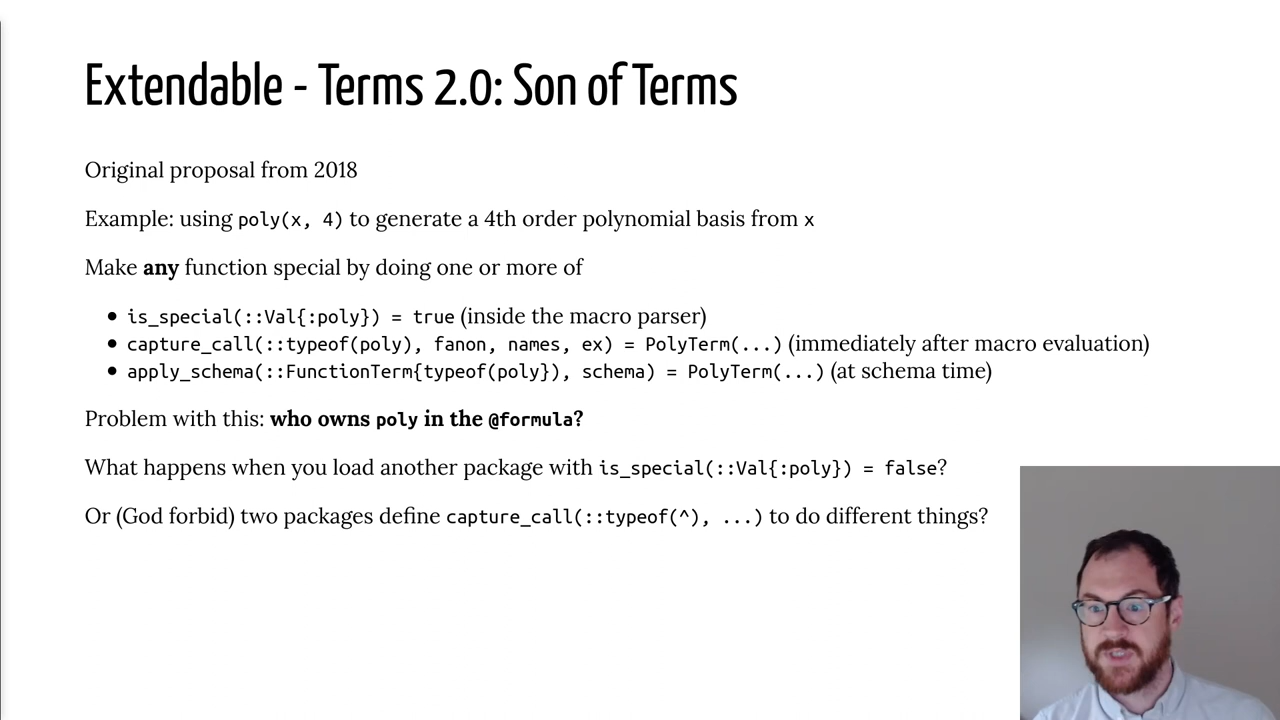 Extendable - Terms 2.0: Son of Terms
Original proposal from 2018
Example: using poly(x, 4) to generate a 4th order polynomial basis from x
Make any function special by doing one or more of
• is_special(::Val{:poly}) = true (inside the macro parser)
• capture_call(::typeof(poly), fanon, names, ex) = PolyTerm(...) (immediately after macro evaluation)
• apply_schema(::FunctionTerm{typeof(poly}), schema) = PolyTerm(...) (at schema time)
Problem with this: who owns poly in the @formula?
What happens when you load another package with is_special(::Val{:poly}) = false?
Or (God forbid) two packages define capture_call(::typeof(^), ...) to do different things?